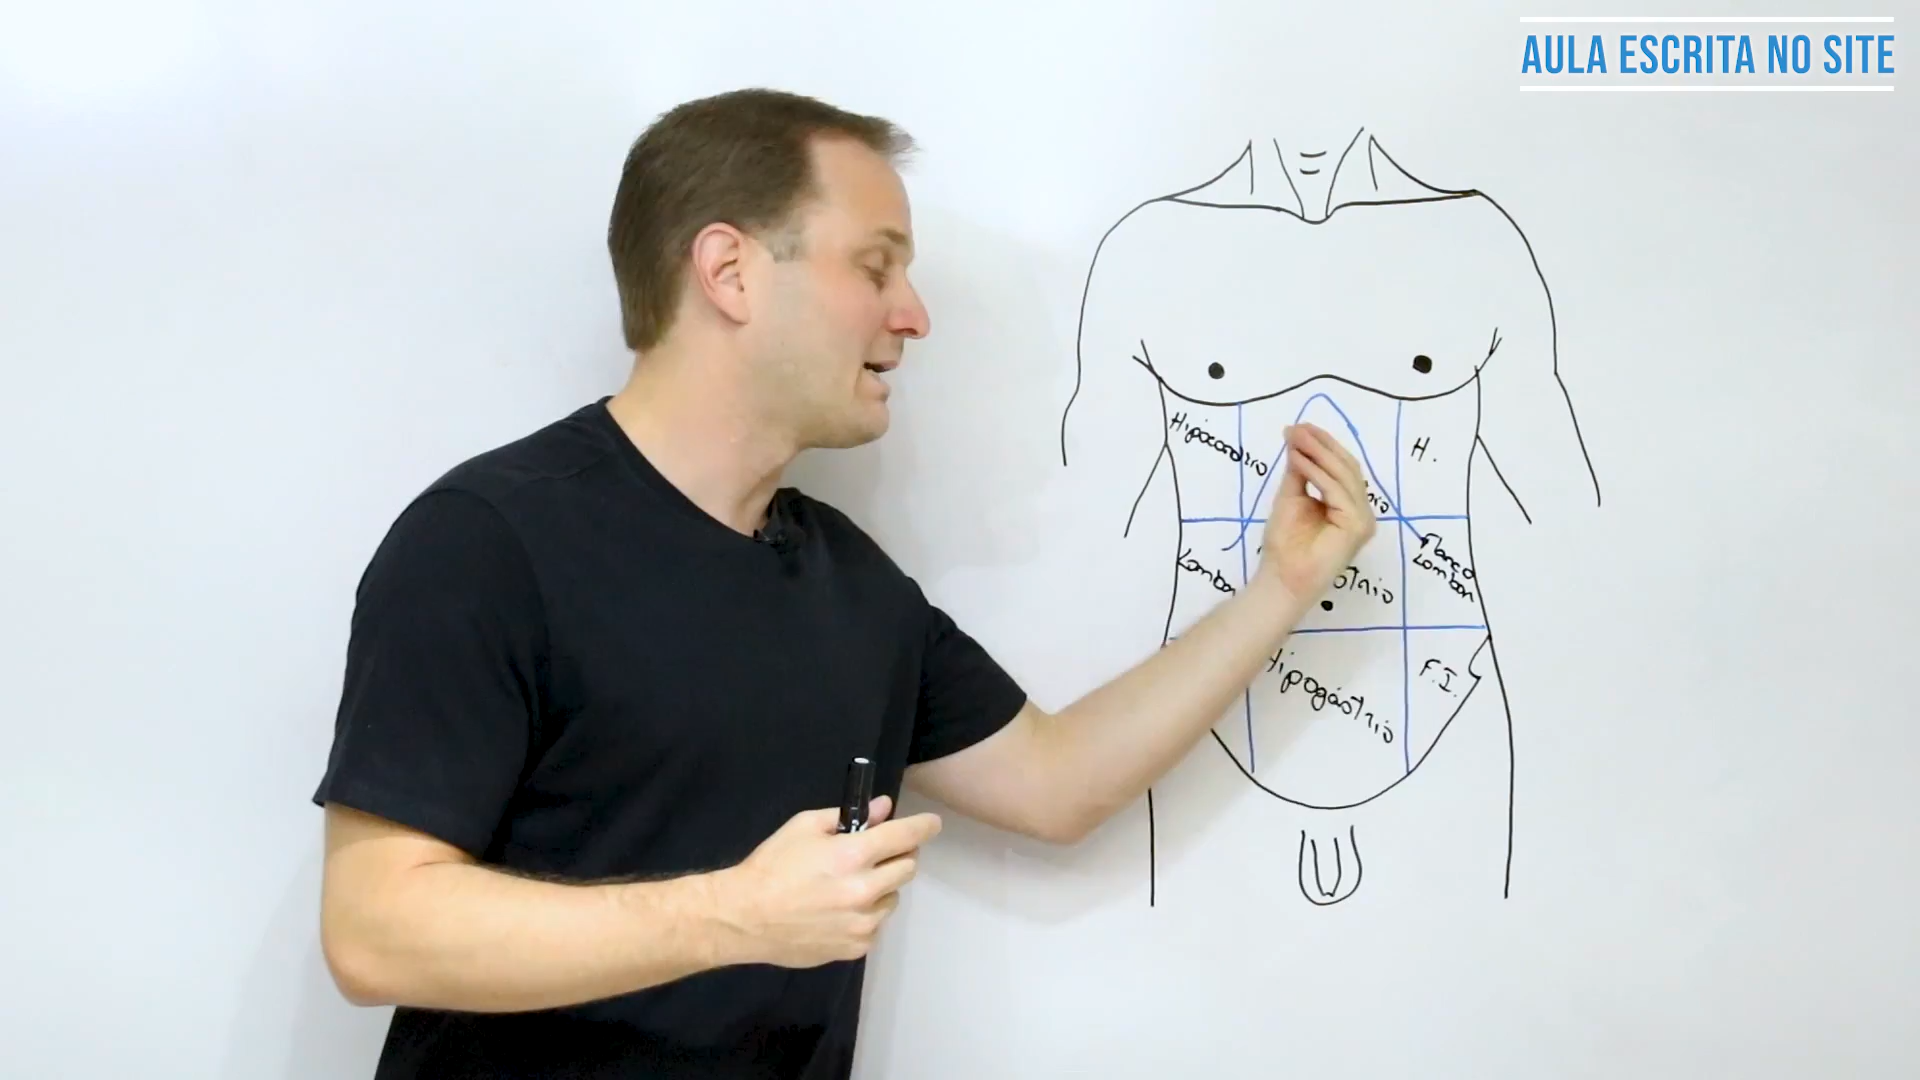 AULA ESCRITA NO SITE
Hipocondrio
H.
Lombar
Flanco
Lombar
Hipogástrio
F.I.